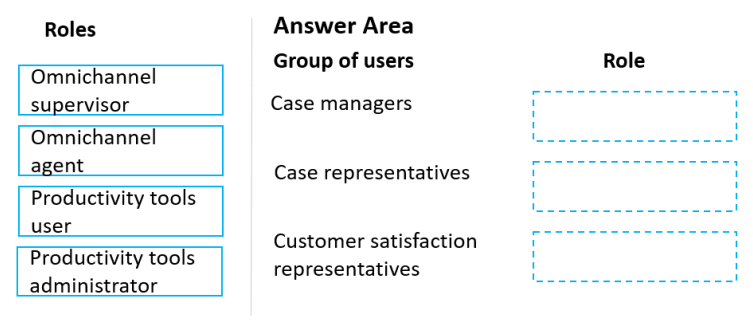 Roles
Omnichannel
supervisor
Omnichannel
agent
Productivity tools
user
Productivity tools
administrator
Answer Area
Group of users
Role
Case managers
Case representatives
Customer satisfaction
representatives